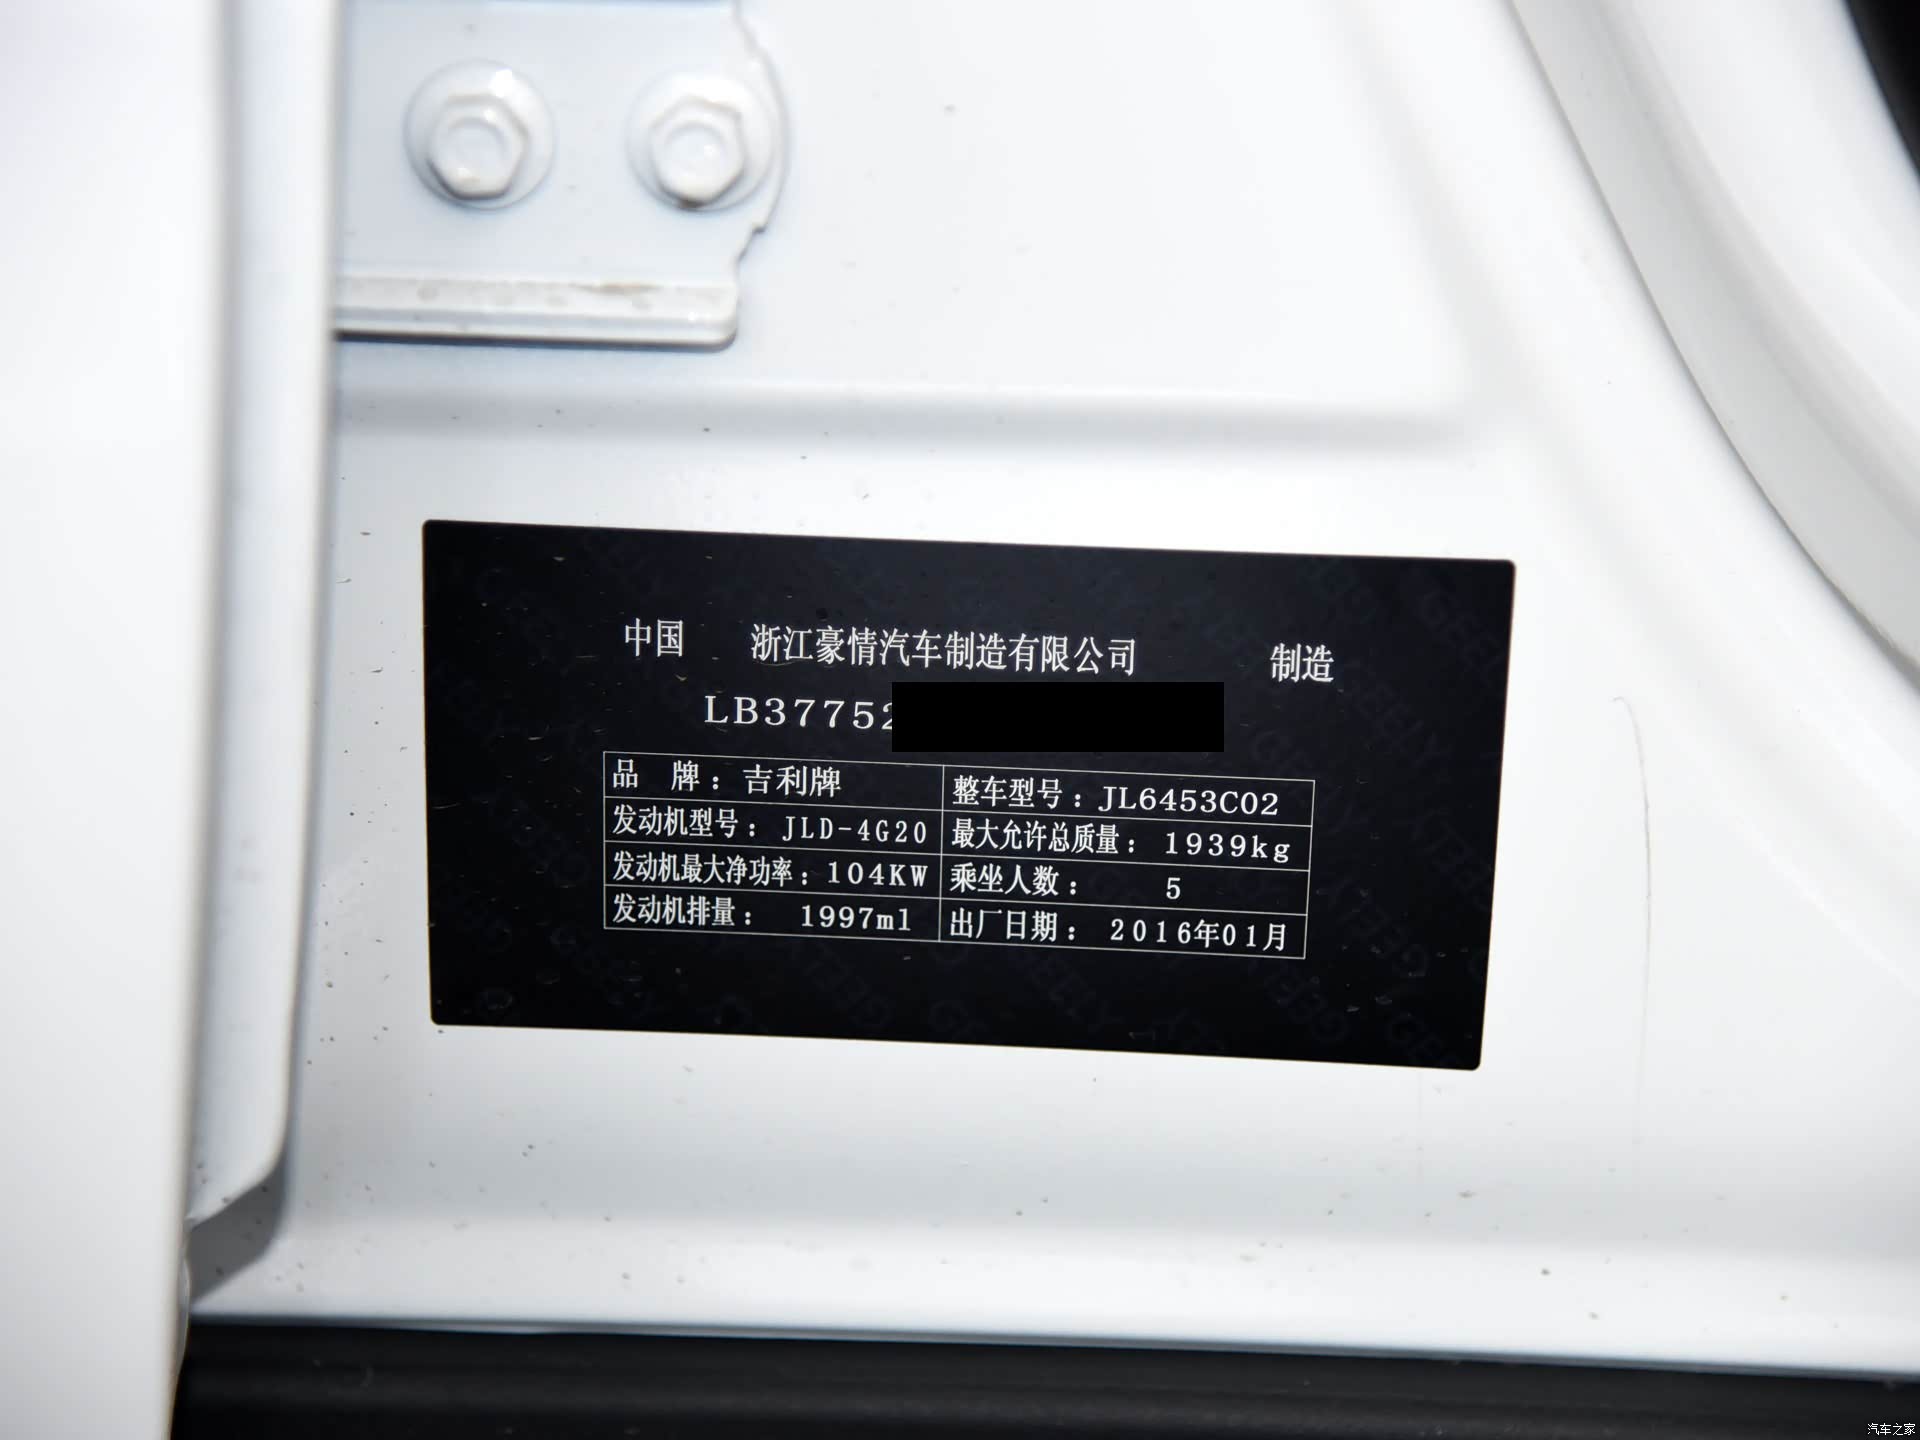 中国 浙江豪情汽车制造有限公司 制造
LB37752
品 牌：吉利牌 整车型号：JL6453C02
发动机型号：JLD-4G20 最大允许总质量：1939kg
发动机最大净功率：104KW 乘坐人数：5
发动机排量：1997ml 出厂日期：2016年01月
汽车之家